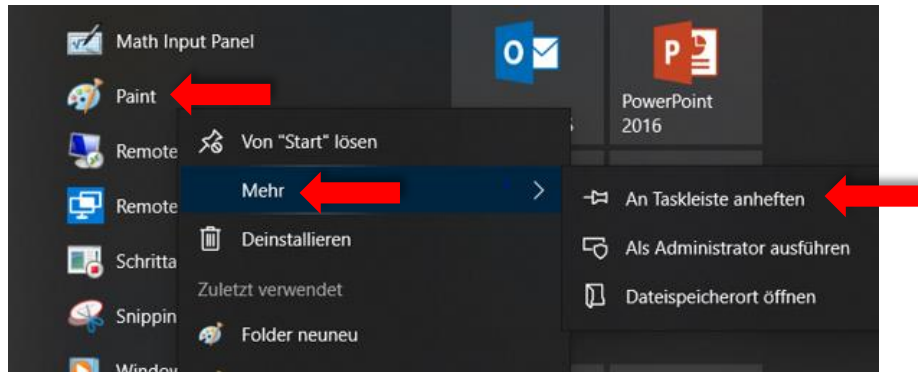 Math Input Panel
Paint
PowerPoint
2016
Von "Start" lösen
Remote
Mehr
An Taskleiste anheften
Remote
Deinstallieren
Als Administrator ausführen
Schritta
Zuletzt verwendet
Dateispeicherort öffnen
Snippin
Folder neuneu